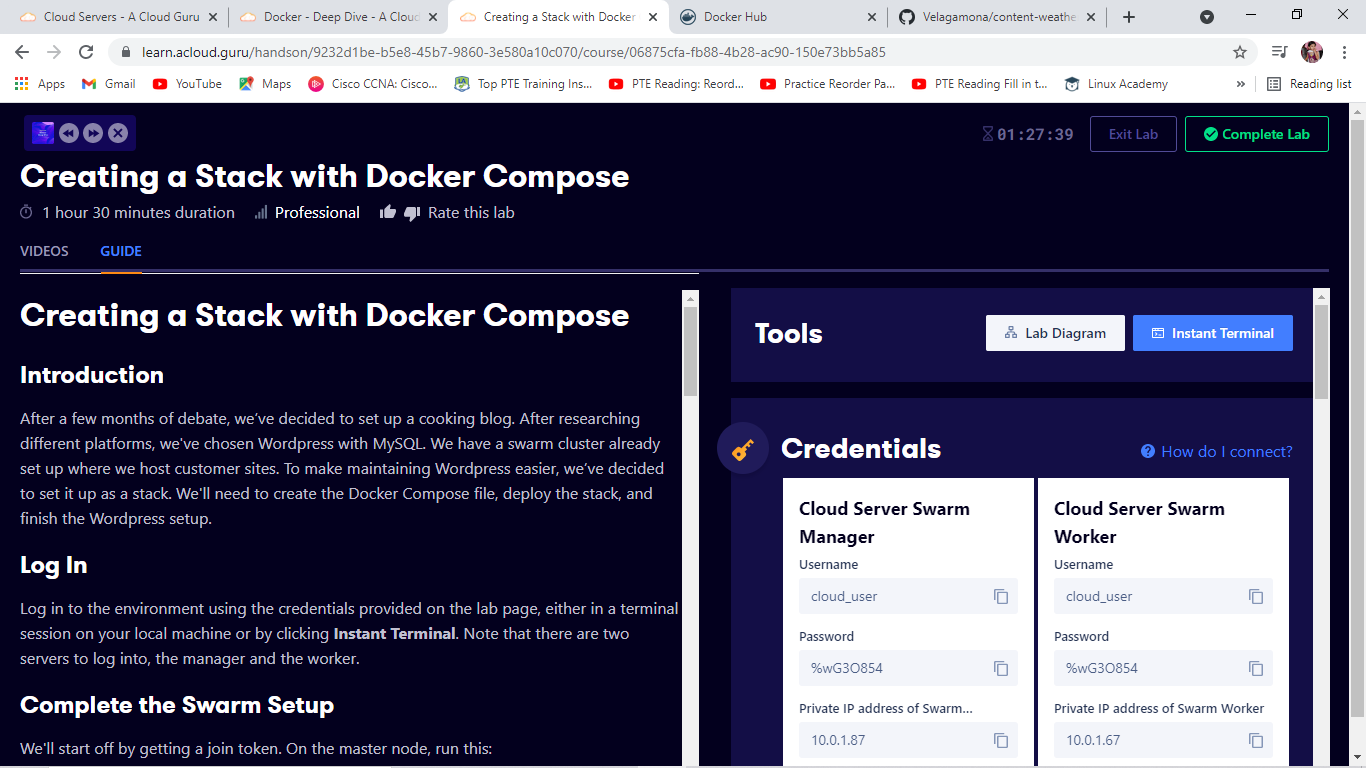 Cloud Servers - A Cloud Guru
Docker - Deep Dive - A Cloud
Creating a Stack with Docker
Docker Hub
Velagamona/content-weathe
learn.acloud.guru/handson/9232d1be-b5e8-45b7-9860-3e580a10c070/course/06875cfa-fb88-4b28-ac90-150e73bb5a85
Apps
Gmail
YouTube
Maps
Cisco CCNA: Cisco...
Top PTE Training Ins...
PTE Reading: Reord...
Practice Reorder Pa...
PTE Reading Fill in t...
Linux Academy
»
Reading list
01:27:39
Exit Lab
Complete Lab
Creating a Stack with Docker Compose
1 hour 30 minutes duration
Professional
Rate this lab
VIDEOS
GUIDE
Creating a Stack with Docker Compose
Introduction
After a few months of debate, we’ve decided to set up a cooking blog. After researching
different platforms, we've chosen Wordpress with MySQL. We have a swarm cluster already
set up where we host customer sites. To make maintaining Wordpress easier, we’ve decided
to set it up as a stack. We'll need to create the Docker Compose file, deploy the stack, and
finish the Wordpress setup.
Log In
Log in to the environment using the credentials provided on the lab page, either in a terminal
session on your local machine or by clicking Instant Terminal. Note that there are two
servers to log into, the manager and the worker.
Complete the Swarm Setup
We'll start off by getting a join token. On the master node, run this:
Tools
Lab Diagram
Instant Terminal
Credentials
How do I connect?
Cloud Server Swarm
Manager
Username
cloud_user
Password
%wG3O854
Private IP address of Swarm...
10.0.1.87
Cloud Server Swarm
Worker
Username
cloud_user
Password
%wG3O854
Private IP address of Swarm Worker
10.0.1.67